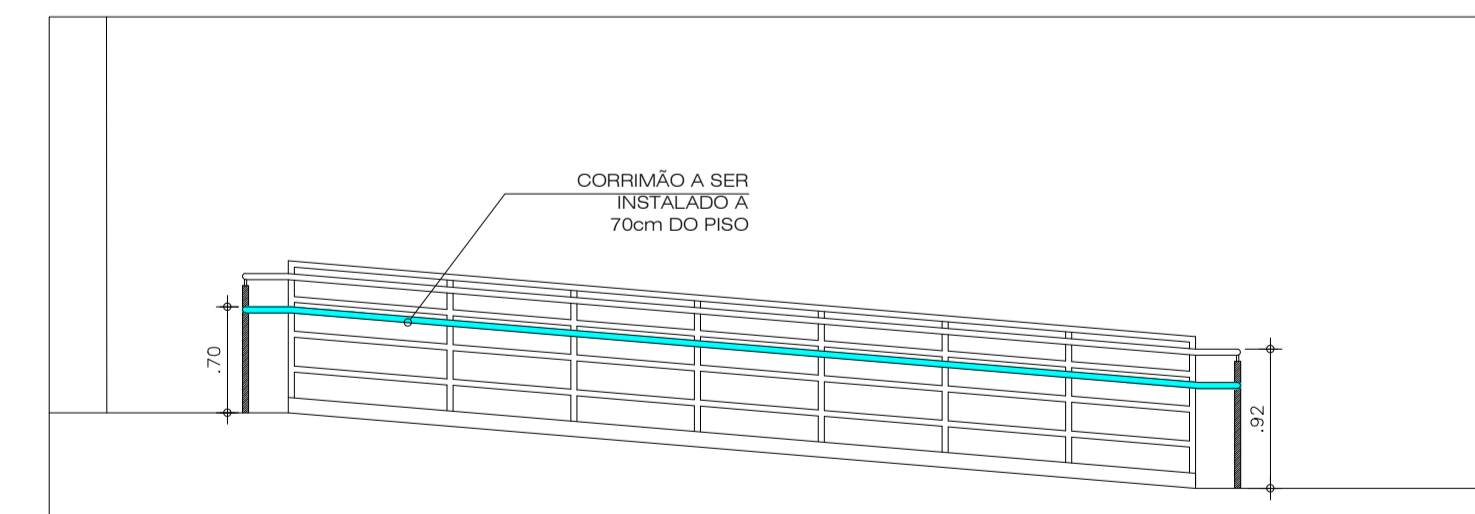 CORRIMÃO A SER
INSTALADO A
70cm DO PISO
.70
.92